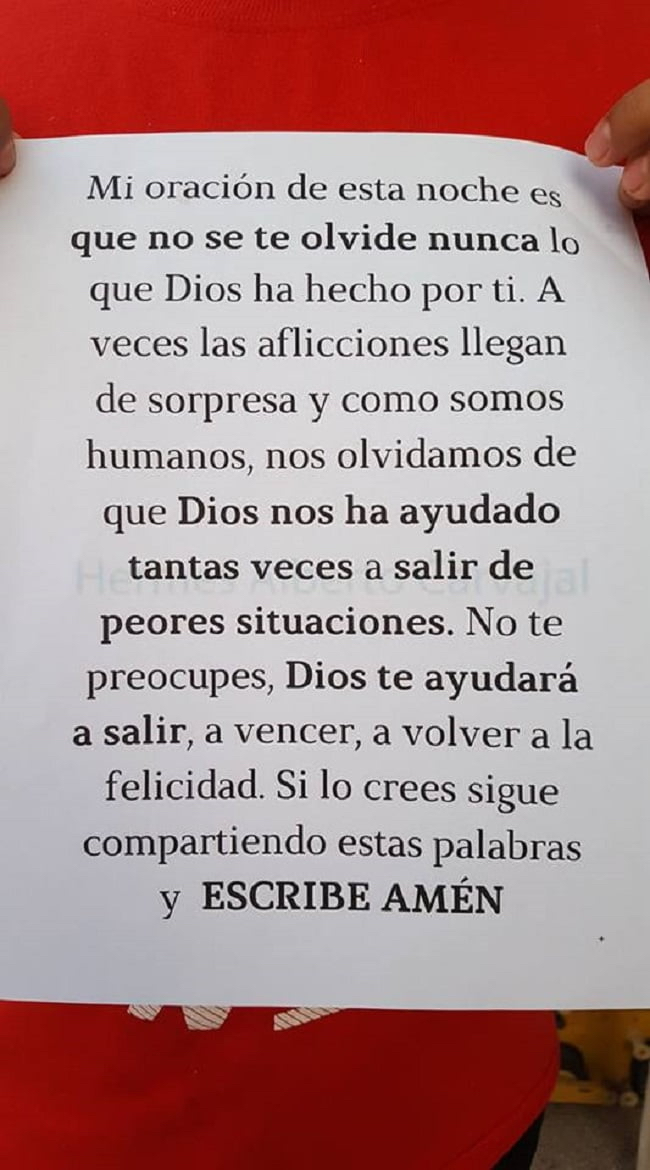 Mi oración de esta noche es
que no se te olvide nunca lo
que Dios ha hecho por ti. A
veces las aflicciones llegan
de sorpresa y como somos
humanos, nos olvidamos de
que Dios nos ha ayudado
tantas veces a salir de
Hermes Alberto Carvajal
peores situaciones. No te
preocupes, Dios te ayudará
a salir, a vencer, a volver a la
felicidad. Si lo crees sigue
compartiendo estas palabras
y ESCRIBE AMÉN